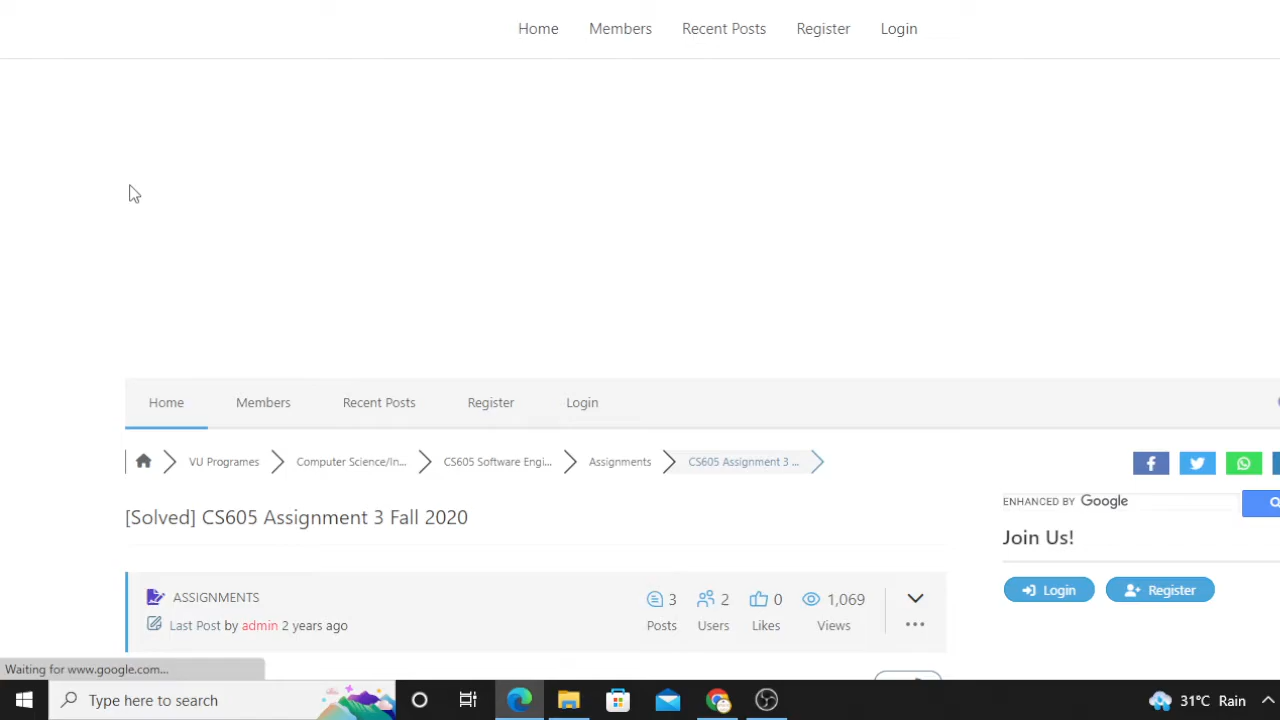 Home Members Recent Posts Register Login
Home Members Recent Posts Register Login
VU Programes Computer Science/In... CS605 Software Engi... Assignments CS605 Assignment 3 ...
ENHANCED BY Google
[Solved] CS605 Assignment 3 Fall 2020
Join Us!
Login Register
ASSIGNMENTS
3 2 0 1,069
Last Post by admin 2 years ago
Posts Users Likes Views
Waiting for www.google.com...
Type here to search
31°C Rain